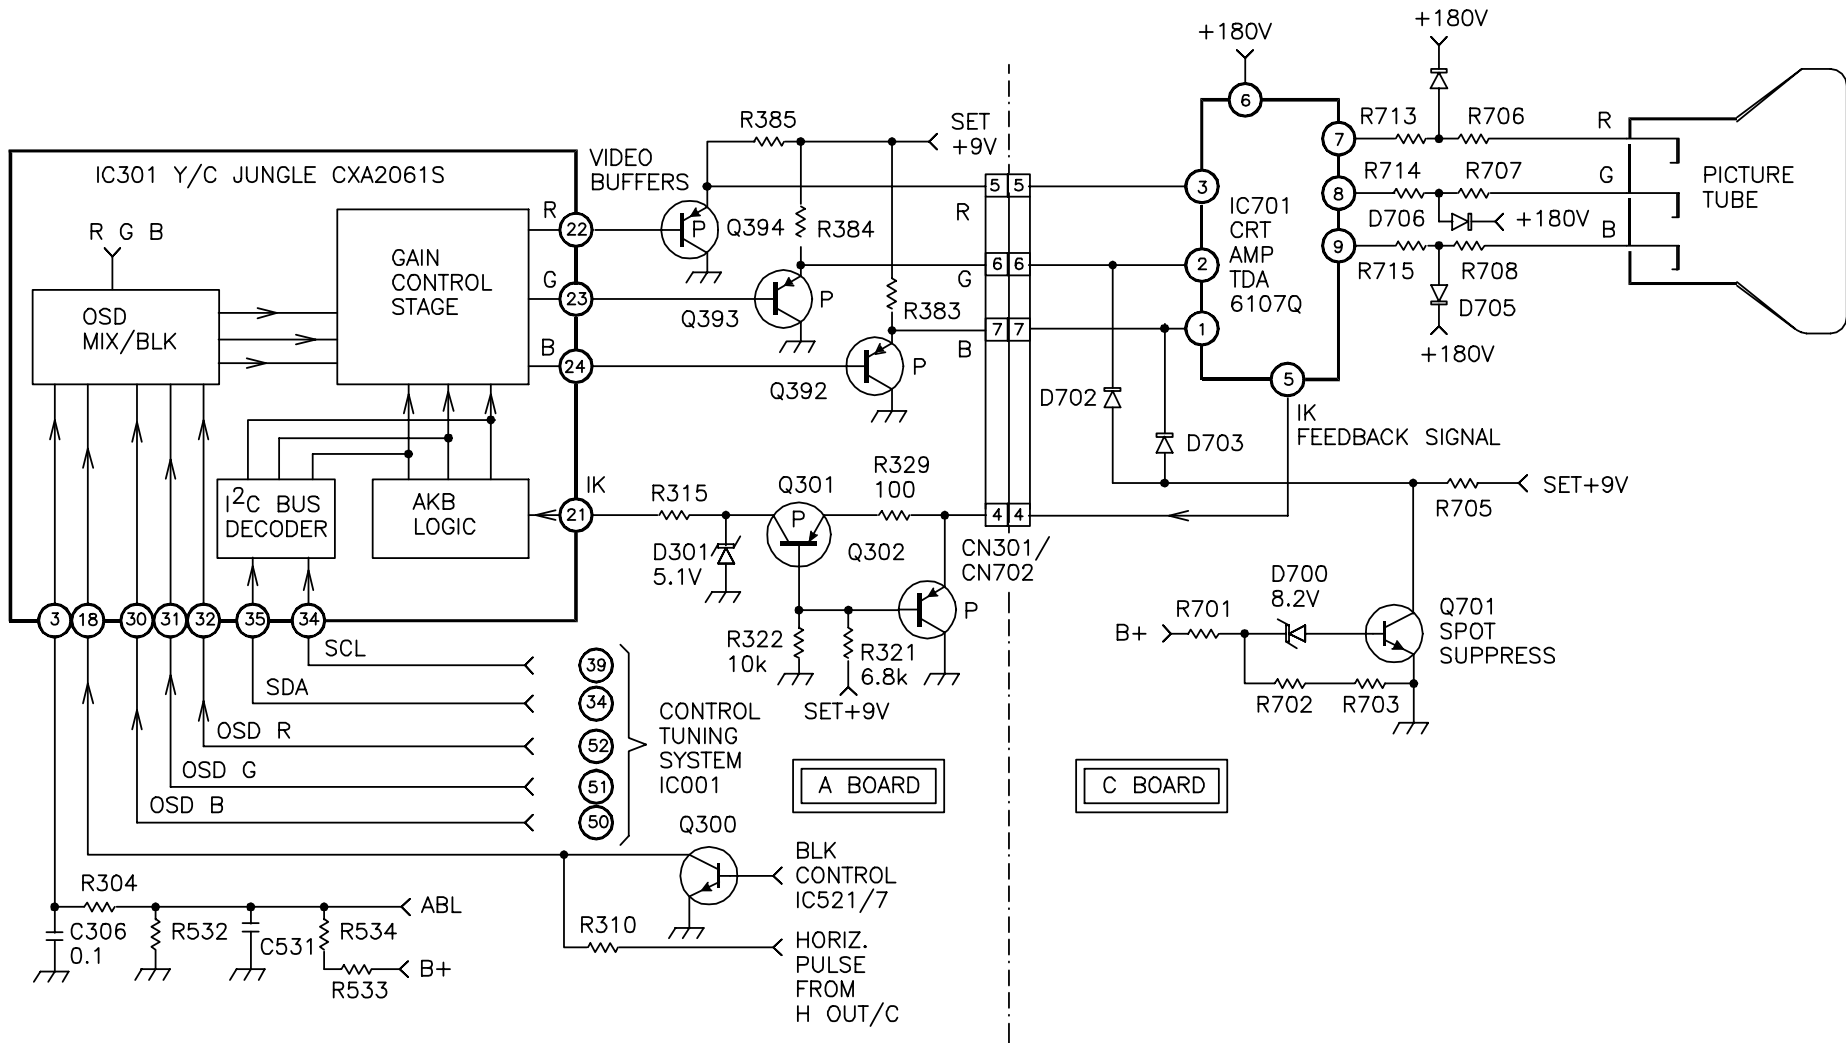 +180V
+180V
R385
SET
+9V
6
R713
R706
R
7
VIDEO
BUFFERS
IC301 Y/C JUNGLE CXA2061S
5 5
3
R714
R707
G
PICTURE
TUBE
8
R G B
R
22
P
Q394
R384
R
IC701
CRT
AMP
TDA
6107Q
D706
+180V
B
9
GAIN
CONTROL
STAGE
6 6
2
R715
R708
G
23
P
Q393
G
OSD
MIX/BLK
R383
D705
7 7
1
+180V
B
24
P
B
Q392
5
D702
IK
FEEDBACK SIGNAL
D703
R329
100
Q301
IK
R315
SET+9V
R705
I2C BUS
DECODER
AKB
LOGIC
21
P
4 4
D301
5.1V
Q302
CN301/
CN702
D700
8.2V
R701
Q701
SPOT
SUPPRESS
B+
P
3
18
30
31
32
35
34
R322
10k
R321
6.8k
SCL
39
R702
R703
SDA
34
SET+9V
CONTROL
TUNING
SYSTEM
IC001
OSD R
52
OSD G
51
A BOARD
C BOARD
OSD B
50
Q300
BLK
CONTROL
IC521/7
R304
ABL
C306
0.1
R532
C531
R534
R310
HORIZ.
PULSE
FROM
H OUT/C
B+
R533